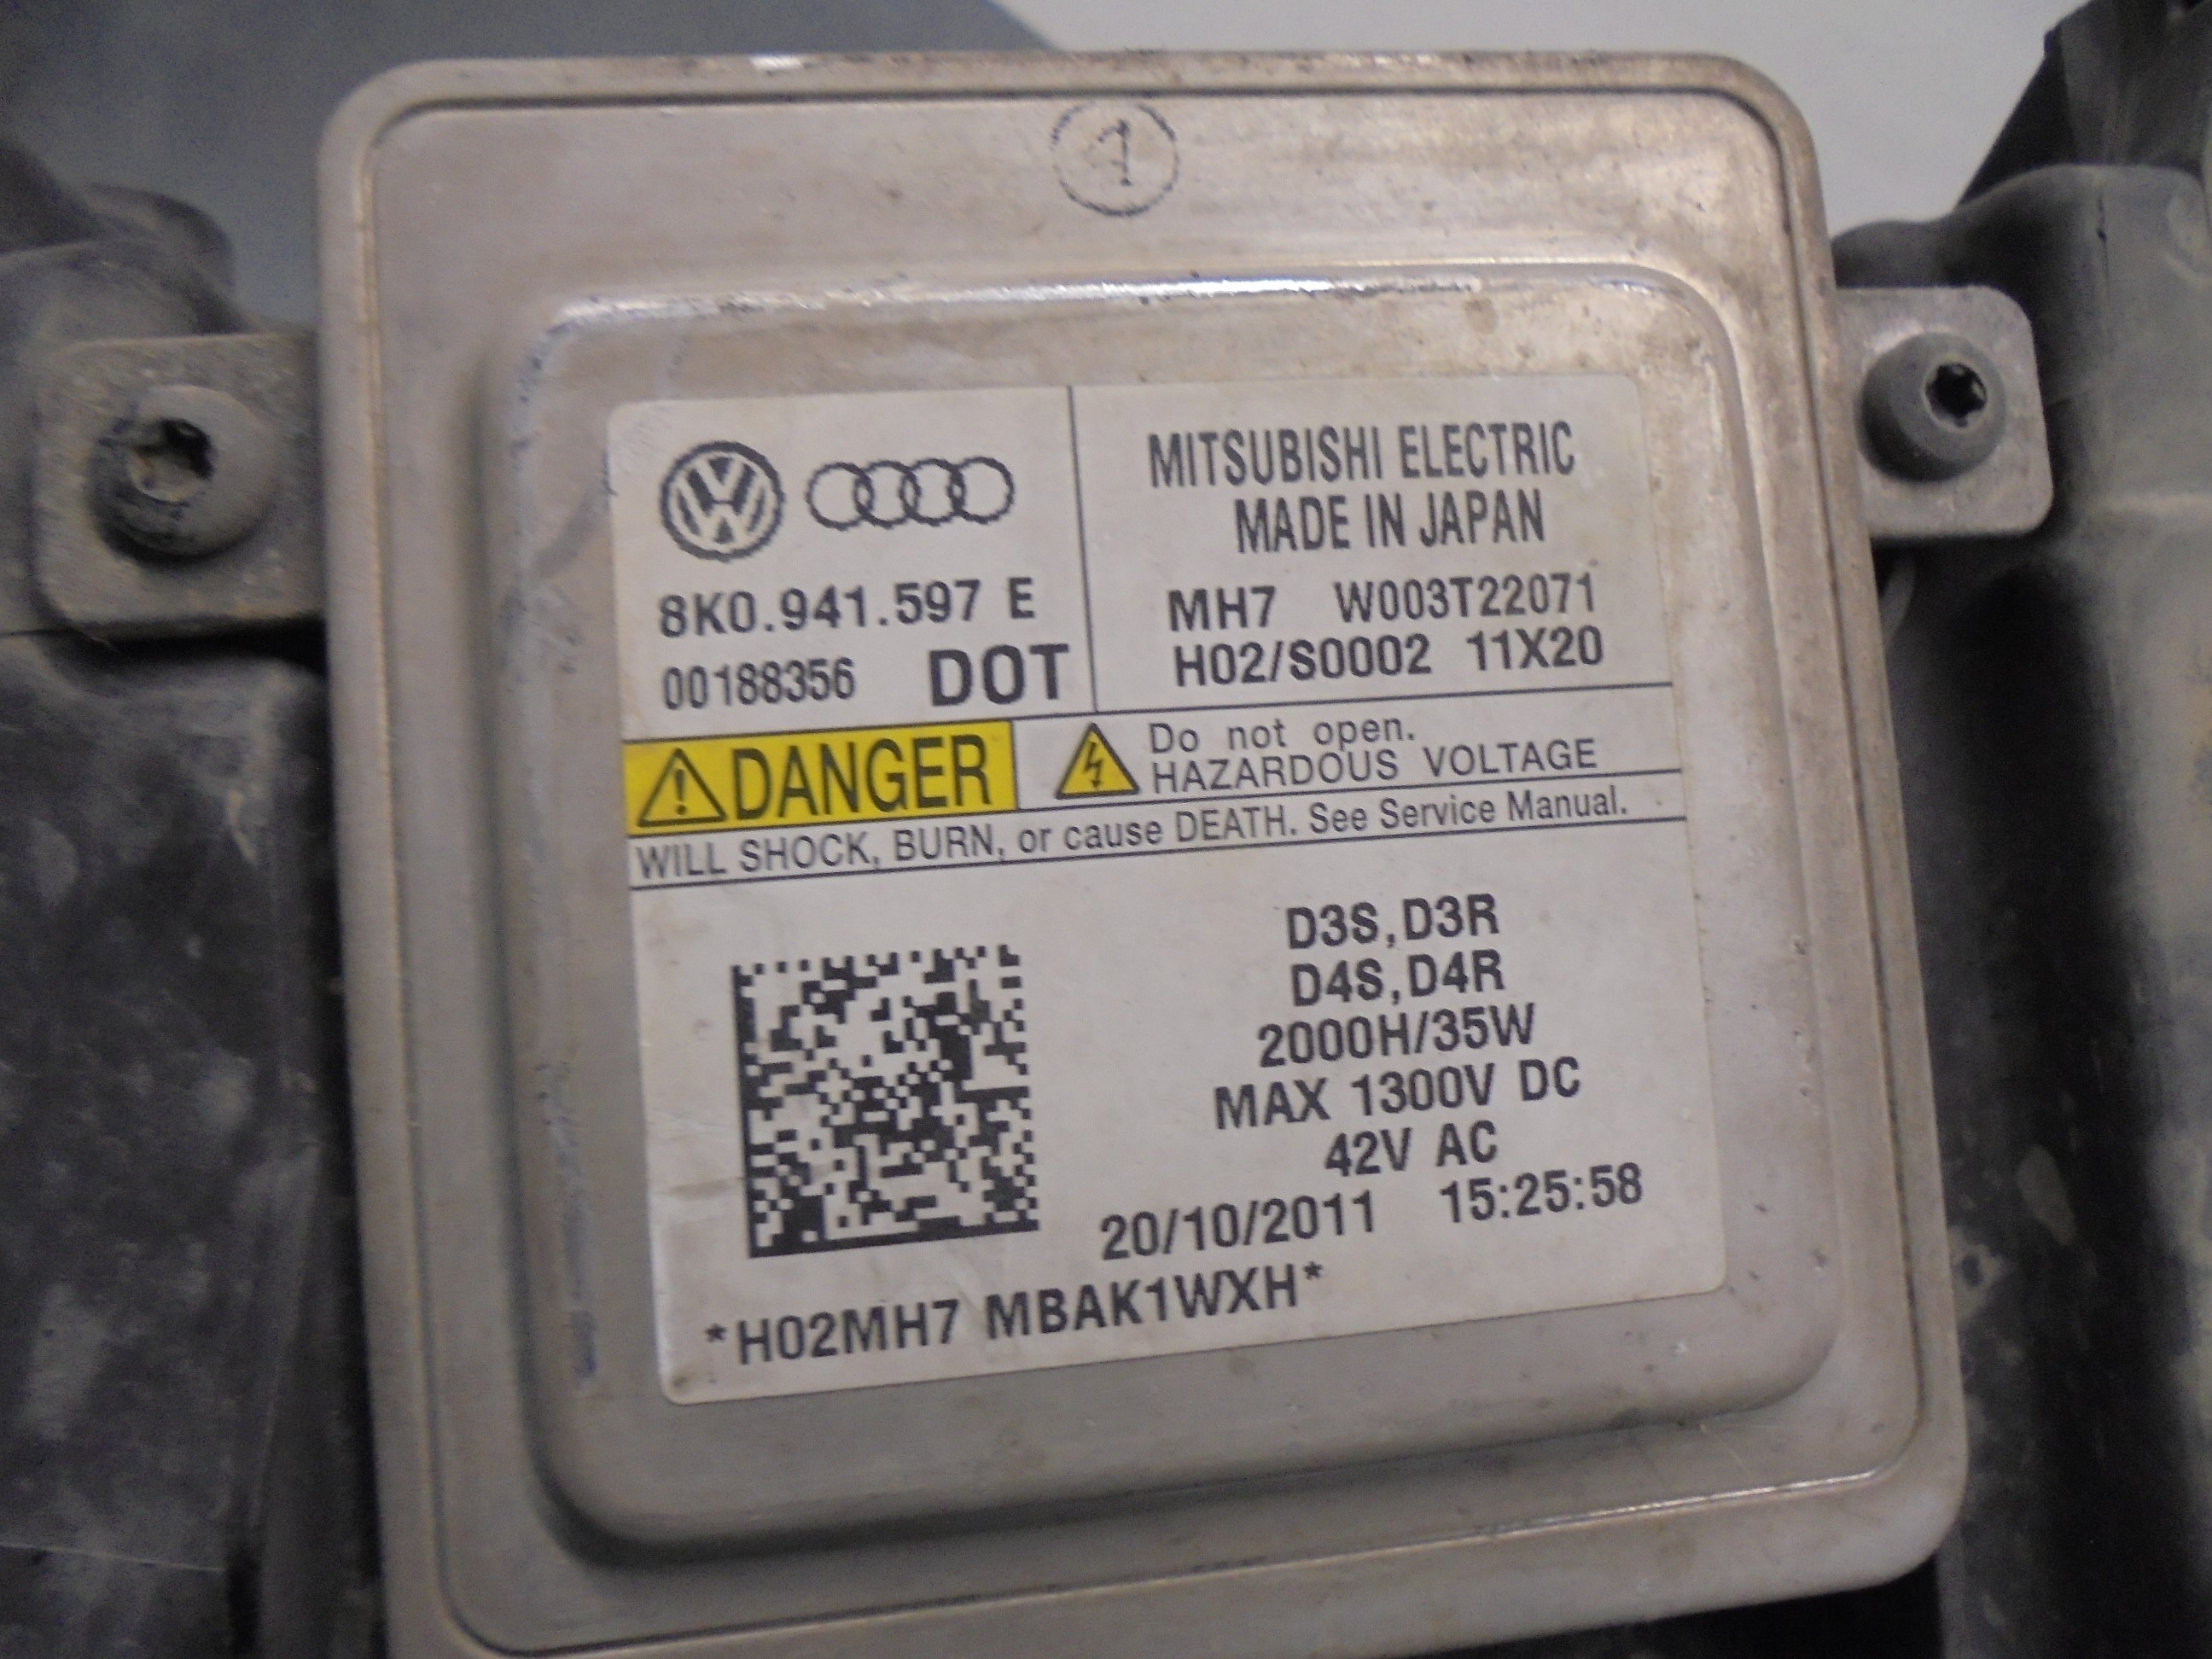 1
8K0.941.597 E
00188356 DOT
MITSUBISHI ELECTRIC
MADE IN JAPAN
MH7 W003T22071
H02/S0002 11X20
DANGER
Do not open.
HAZARDOUS VOLTAGE
WILL SHOCK, BURN, or cause DEATH. See Service Manual.
D3S,D3R
D4S,D4R
2000H/35W
MAX 1300V DC
42V AC
20/10/2011 15:25:58
*H02MH7 MBAK1WXH*